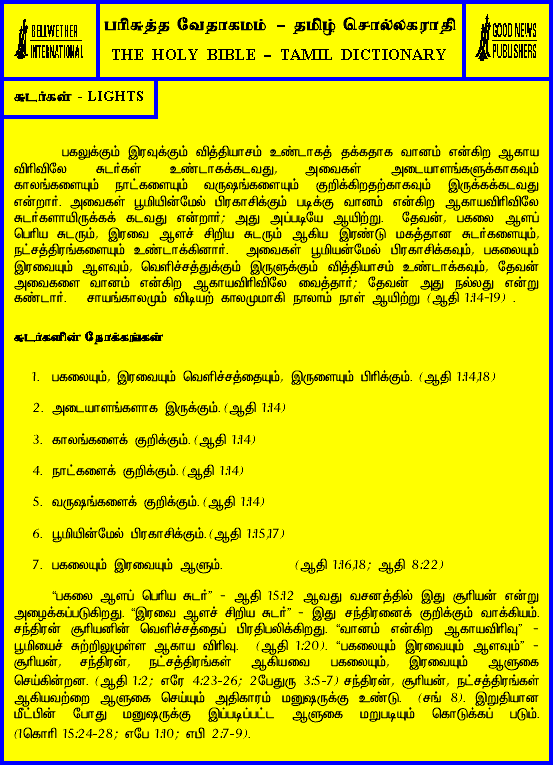 BELLWETHER
INTERNATIONAL
பரிசுத்த வேதாகமம் – தமிழ் சொல்லகராதி
THE HOLY BIBLE – TAMIL DICTIONARY
GOOD NEWS
PUBLISHERS
சுடர்கள் - LIGHTS
பகலுக்கும் இரவுக்கும் வித்தியாசம் உண்டாகத் தக்கதாக வானம் என்கிற ஆகாய
விரிவிலே சுடர்கள் உண்டாகக்கடவது, அவைகள் அடையாளங்களுக்காகவும்
காலங்களையும் நாட்களையும் வருஷங்களையும் குறிக்கிறதற்காகவும் இருக்கக்கடவது
என்றார். அவைகள் பூமியின்மேல் பிரகாசிக்கும் படிக்கு வானம் என்கிற ஆகாயவிரிவிலே
சுடர்களாயிருக்கக் கடவது என்றார்; அது அப்படியே ஆயிற்று. தேவன், பகலை ஆளப்
பெரிய சுடரும், இரவை ஆளச் சிறிய சுடரும் ஆகிய இரண்டு மகத்தான சுடர்களையும்,
நட்சத்திரங்களையும் உண்டாக்கினார். அவைகள் பூமியன்மேல் பிரகாசிக்கவும், பகலையும்
இரவையும் ஆளவும், வெளிச்சத்துக்கும் இருளுக்கும் வித்தியாசம் உண்டாக்கவும், தேவன்
அவைகளை வானம் என்கிற ஆகாயவிரிவிலே வைத்தார்; தேவன் அது நல்லது என்று
கண்டார். சாயங்காலமும் விடியற் காலமுமாகி நாலாம் நாள் ஆயிற்று (ஆதி 1:14-19) .
சுடர்களின் நோக்கங்கள்
1. பகலையும், இரவையும் வெளிச்சத்தையும், இருளையும் பிரிக்கும். (ஆதி 1:14,18)
2. அடையாளங்களாக இருக்கும். (ஆதி 1:14)
3. காலங்களைக் குறிக்கும். (ஆதி 1:14)
4. நாட்களைக் குறிக்கும். (ஆதி 1:14)
5. வருஷங்களைக் குறிக்கும். (ஆதி 1:14)
6. பூமியின்மேல் பிரகாசிக்கும். (ஆதி 1:15,17)
7. பகலையும் இரவையும் ஆளும். (ஆதி 1:16,18; ஆதி 8:22)
“பகலை ஆளப் பெரிய சுடர்” - ஆதி 15:12 ஆவது வசனத்தில் இது சூரியன் என்று
அழைக்கப்படுகிறது. “இரவை ஆளச் சிறிய சுடர்” - இது சந்திரனைக் குறிக்கும் வாக்கியம்.
சந்திரன் சூரியனின் வெளிச்சத்தைப் பிரதிபலிக்கிறது. “வானம் என்கிற ஆகாயவிரிவு” -
பூமியைச் சுற்றிலுமுள்ள ஆகாய விரிவு. (ஆதி 1:20). “பகலையும் இரவையும் ஆளவும்” -
சூரியன், சந்திரன், நட்சத்திரங்கள் ஆகியவை பகலையும், இரவையும் ஆளுகை
செய்கின்றன. (ஆதி 1:2; எரே 4:23-26; 2பேதுரு 3:5-7) சந்திரன், சூரியன், நட்சத்திரங்கள்
ஆகியவற்றை ஆளுகை செய்யும் அதிகாரம் மனுஷருக்கு உண்டு. (சங் 8). இறுதியான
மீட்பின் போது மனுஷருக்கு இப்படிப்பட்ட ஆளுகை மறுபடியும் கொடுக்கப் படும்.
(1கொரி 15:24-28; எபே 1:10; எபி 2:7-9).